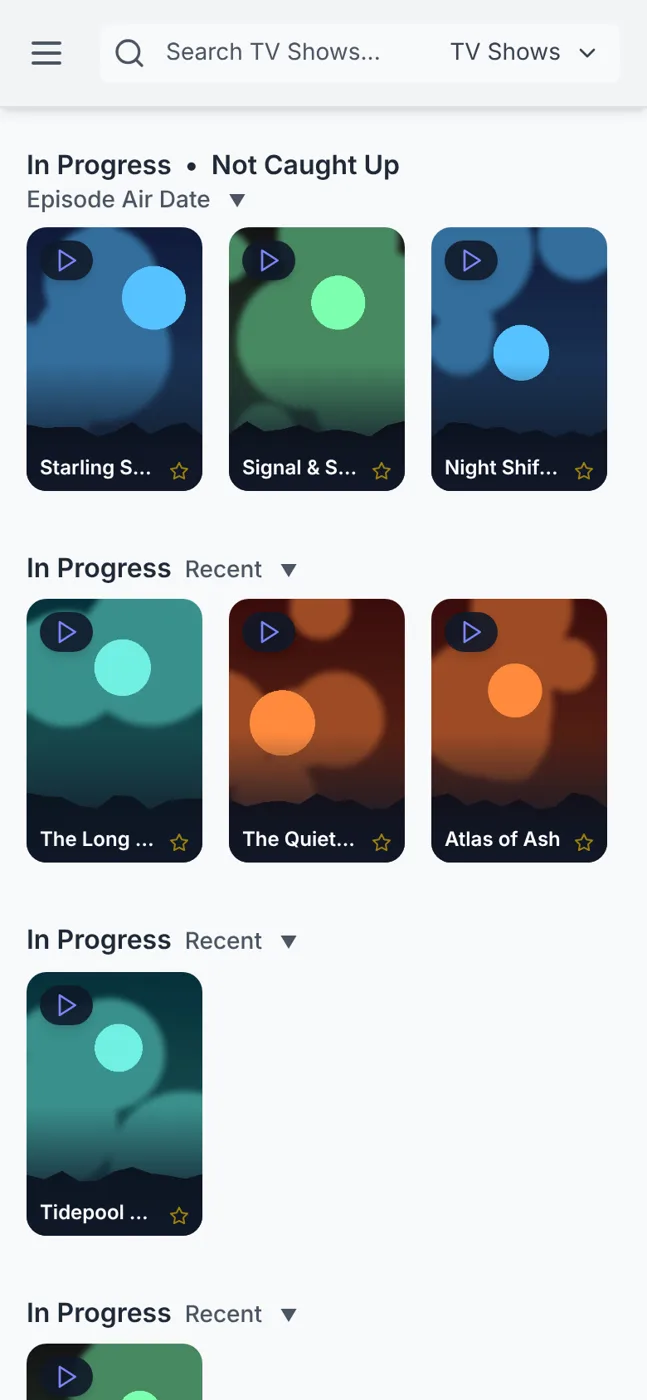 Search TV Shows... TV Shows
In Progress • Not Caught Up
Episode Air Date ▼
Starling S...
Signal & S...
Night Shif...
In Progress Recent ▼
The Long ...
The Quiet...
Atlas of Ash
In Progress Recent ▼
Tidepool ...
In Progress Recent ▼